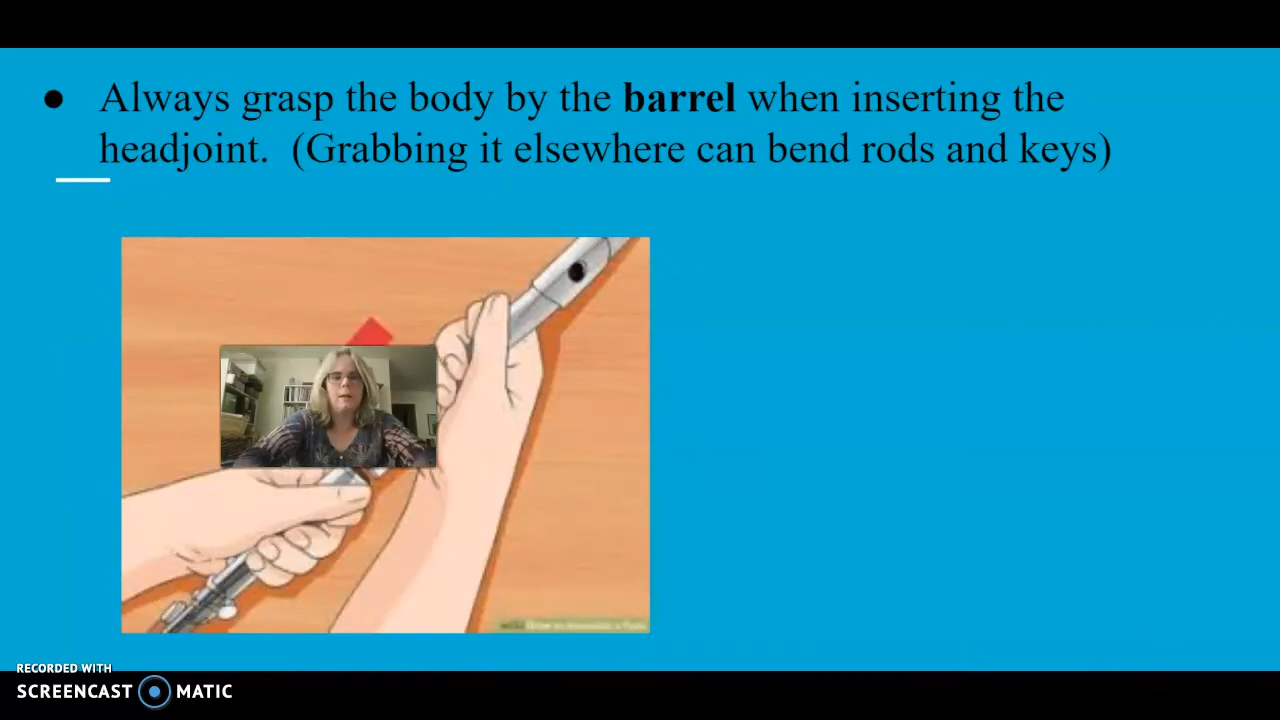 ● Always grasp the body by the barrel when inserting the
headjoint. (Grabbing it elsewhere can bend rods and keys)
RECORDED WITH
SCREENCAST MATIC